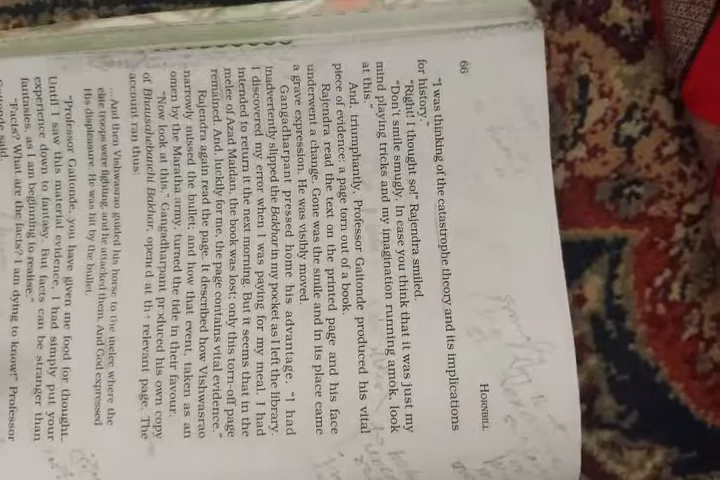 66
HORNBILL
"I was thinking of the catastrophe theory and its implications
for history."
"Right! I thought so!" Rajendra smiled.
"Don't smile smugly. In case you think that it was just my
mind playing tricks and my imagination running amok, look
at this."
And, triumphantly, Professor Gaitonde produced his vital
piece of evidence: a page torn out of a book.
Rajendra read the text on the printed page and his face
underwent a change. Gone was the smile and in its place came
a grave expression. He was visibly moved.
Gangadharpant pressed home his advantage. "I had
inadvertently slipped the Bakhar in my pocket as I left the library.
I discovered my error when I was paying for my meal. I had
intended to return it the next morning. But it seems that in the
melee of Azad Maidan, the book was lost; only this torn-off page
remained. And, luckily for me, the page contains vital evidence."
Rajendra again read the page. It described how Vishwasrao
narrowly missed the bullet; and how that event, taken as an
omen by the Maratha army, turned the tide in their favour.
"Now look at this." Gangadharpant produced his own copy
of Bhausahebanchi Bakhar, opened at the relevant page. The
account ran thus:
...And then Vishwasrao guided his horse to the melee where the
elite troops were fighting, and he attacked them. And God expressed
His displeasure. He was hit by the bullet.
"Professor Gaitonde, you have given me food for thought.
Until I saw this material evidence, I had simply put your
experience down to fantasy. But facts can be stranger than
fantasies, as I am beginning to realise."
"Facts? What are the facts? I am dying to know!" Professor
Gaitonde said.